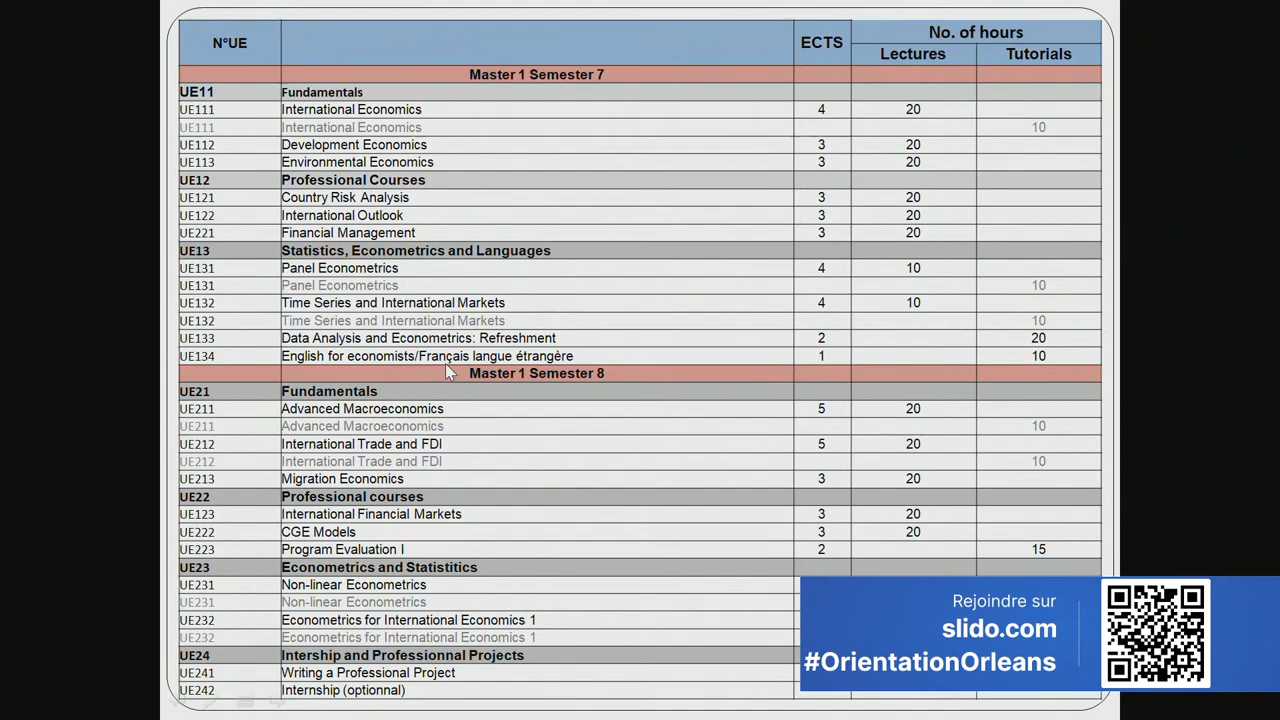 N°UE ECTS No. of hours
Lectures Tutorials
Master 1 Semester 7
UE11 Fundamentals
UE111 International Economics 4 20
UE111 International Economics 10
UE112 Development Economics 3 20
UE113 Environmental Economics 3 20
UE12 Professional Courses
UE121 Country Risk Analysis 3 20
UE122 International Outlook 3 20
UE221 Financial Management 3 20
UE13 Statistics, Econometrics and Languages
UE131 Panel Econometrics 4 10
UE131 Panel Econometrics 10
UE132 Time Series and International Markets 4 10
UE132 Time Series and International Markets 10
UE133 Data Analysis and Econometrics: Refreshment 2 20
UE134 English for economists/Français langue étrangère 1 10
Master 1 Semester 8
UE21 Fundamentals
UE211 Advanced Macroeconomics 5 20
UE211 Advanced Macroeconomics 10
UE212 International Trade and FDI 5 20
UE212 International Trade and FDI 10
UE213 Migration Economics 3 20
UE22 Professional courses
UE123 International Financial Markets 3 20
UE222 CGE Models 3 20
UE223 Program Evaluation I 2 15
UE23 Econometrics and Statistitics
UE231 Non-linear Econometrics
UE231 Non-linear Econometrics
UE232 Econometrics for International Economics 1
UE232 Econometrics for International Economics 1
UE24 Intership and Professionnal Projects
UE241 Writing a Professional Project
UE242 Internship (optionnal)
Rejoindre sur
slido.com
#OrientationOrleans